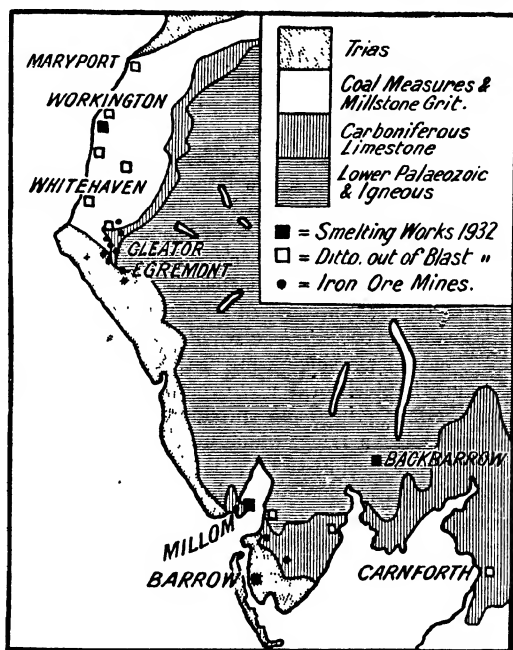 MARYPORT
WORKINGTON
WHITEHAVEN
CLEATOR
EGREMONT
MILLOM
BARROW
BACKBARROW
CARNFORTH
Trias
Coal Measures &
Millstone Grit.
Carboniferous
Limestone
Lower Palaeozoic
& Igneous
= Smelting Works 1932
= Ditto. out of Blast "
= Iron Ore Mines.